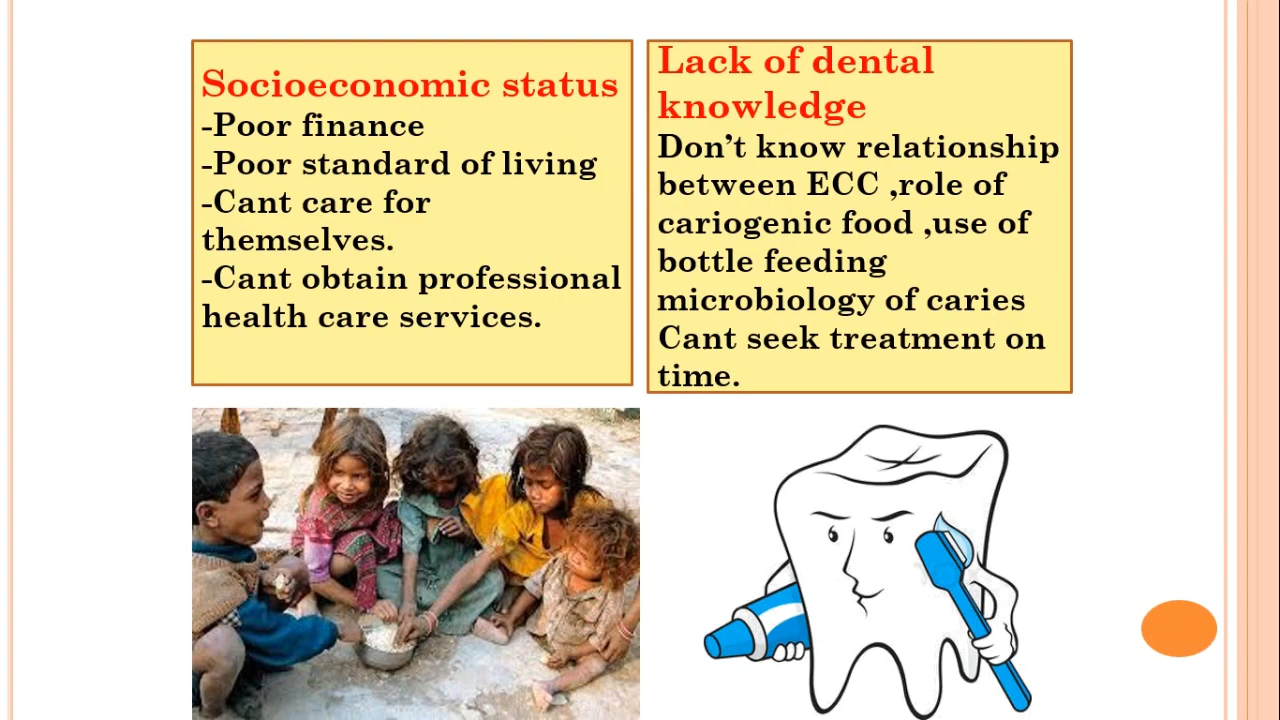 Socioeconomic status
-Poor finance
-Poor standard of living
-Cant care for
themselves.
-Cant obtain professional
health care services.
Lack of dental
knowledge
Don’t know relationship
between ECC ,role of
cariogenic food ,use of
bottle feeding
microbiology of caries
Cant seek treatment on
time.